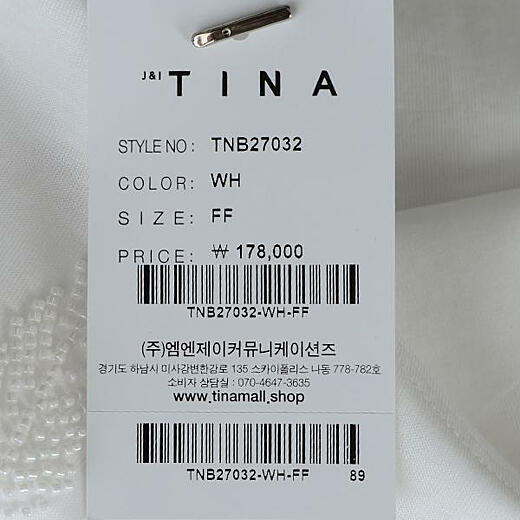 J&I TINA
STYLE NO : TNB27032
COLOR: WH
SIZE: FF
PRICE: ₩ 178,000
TNB27032-WH-FF
(주)엠엔제이커뮤니케이션즈
경기도 하남시 미사강변한강로 135 스카이폴리스 나동 778-782호
소비자 상담실 : 070-4647-3635
www.tinamall.shop
TNB27032-WH-FF 89